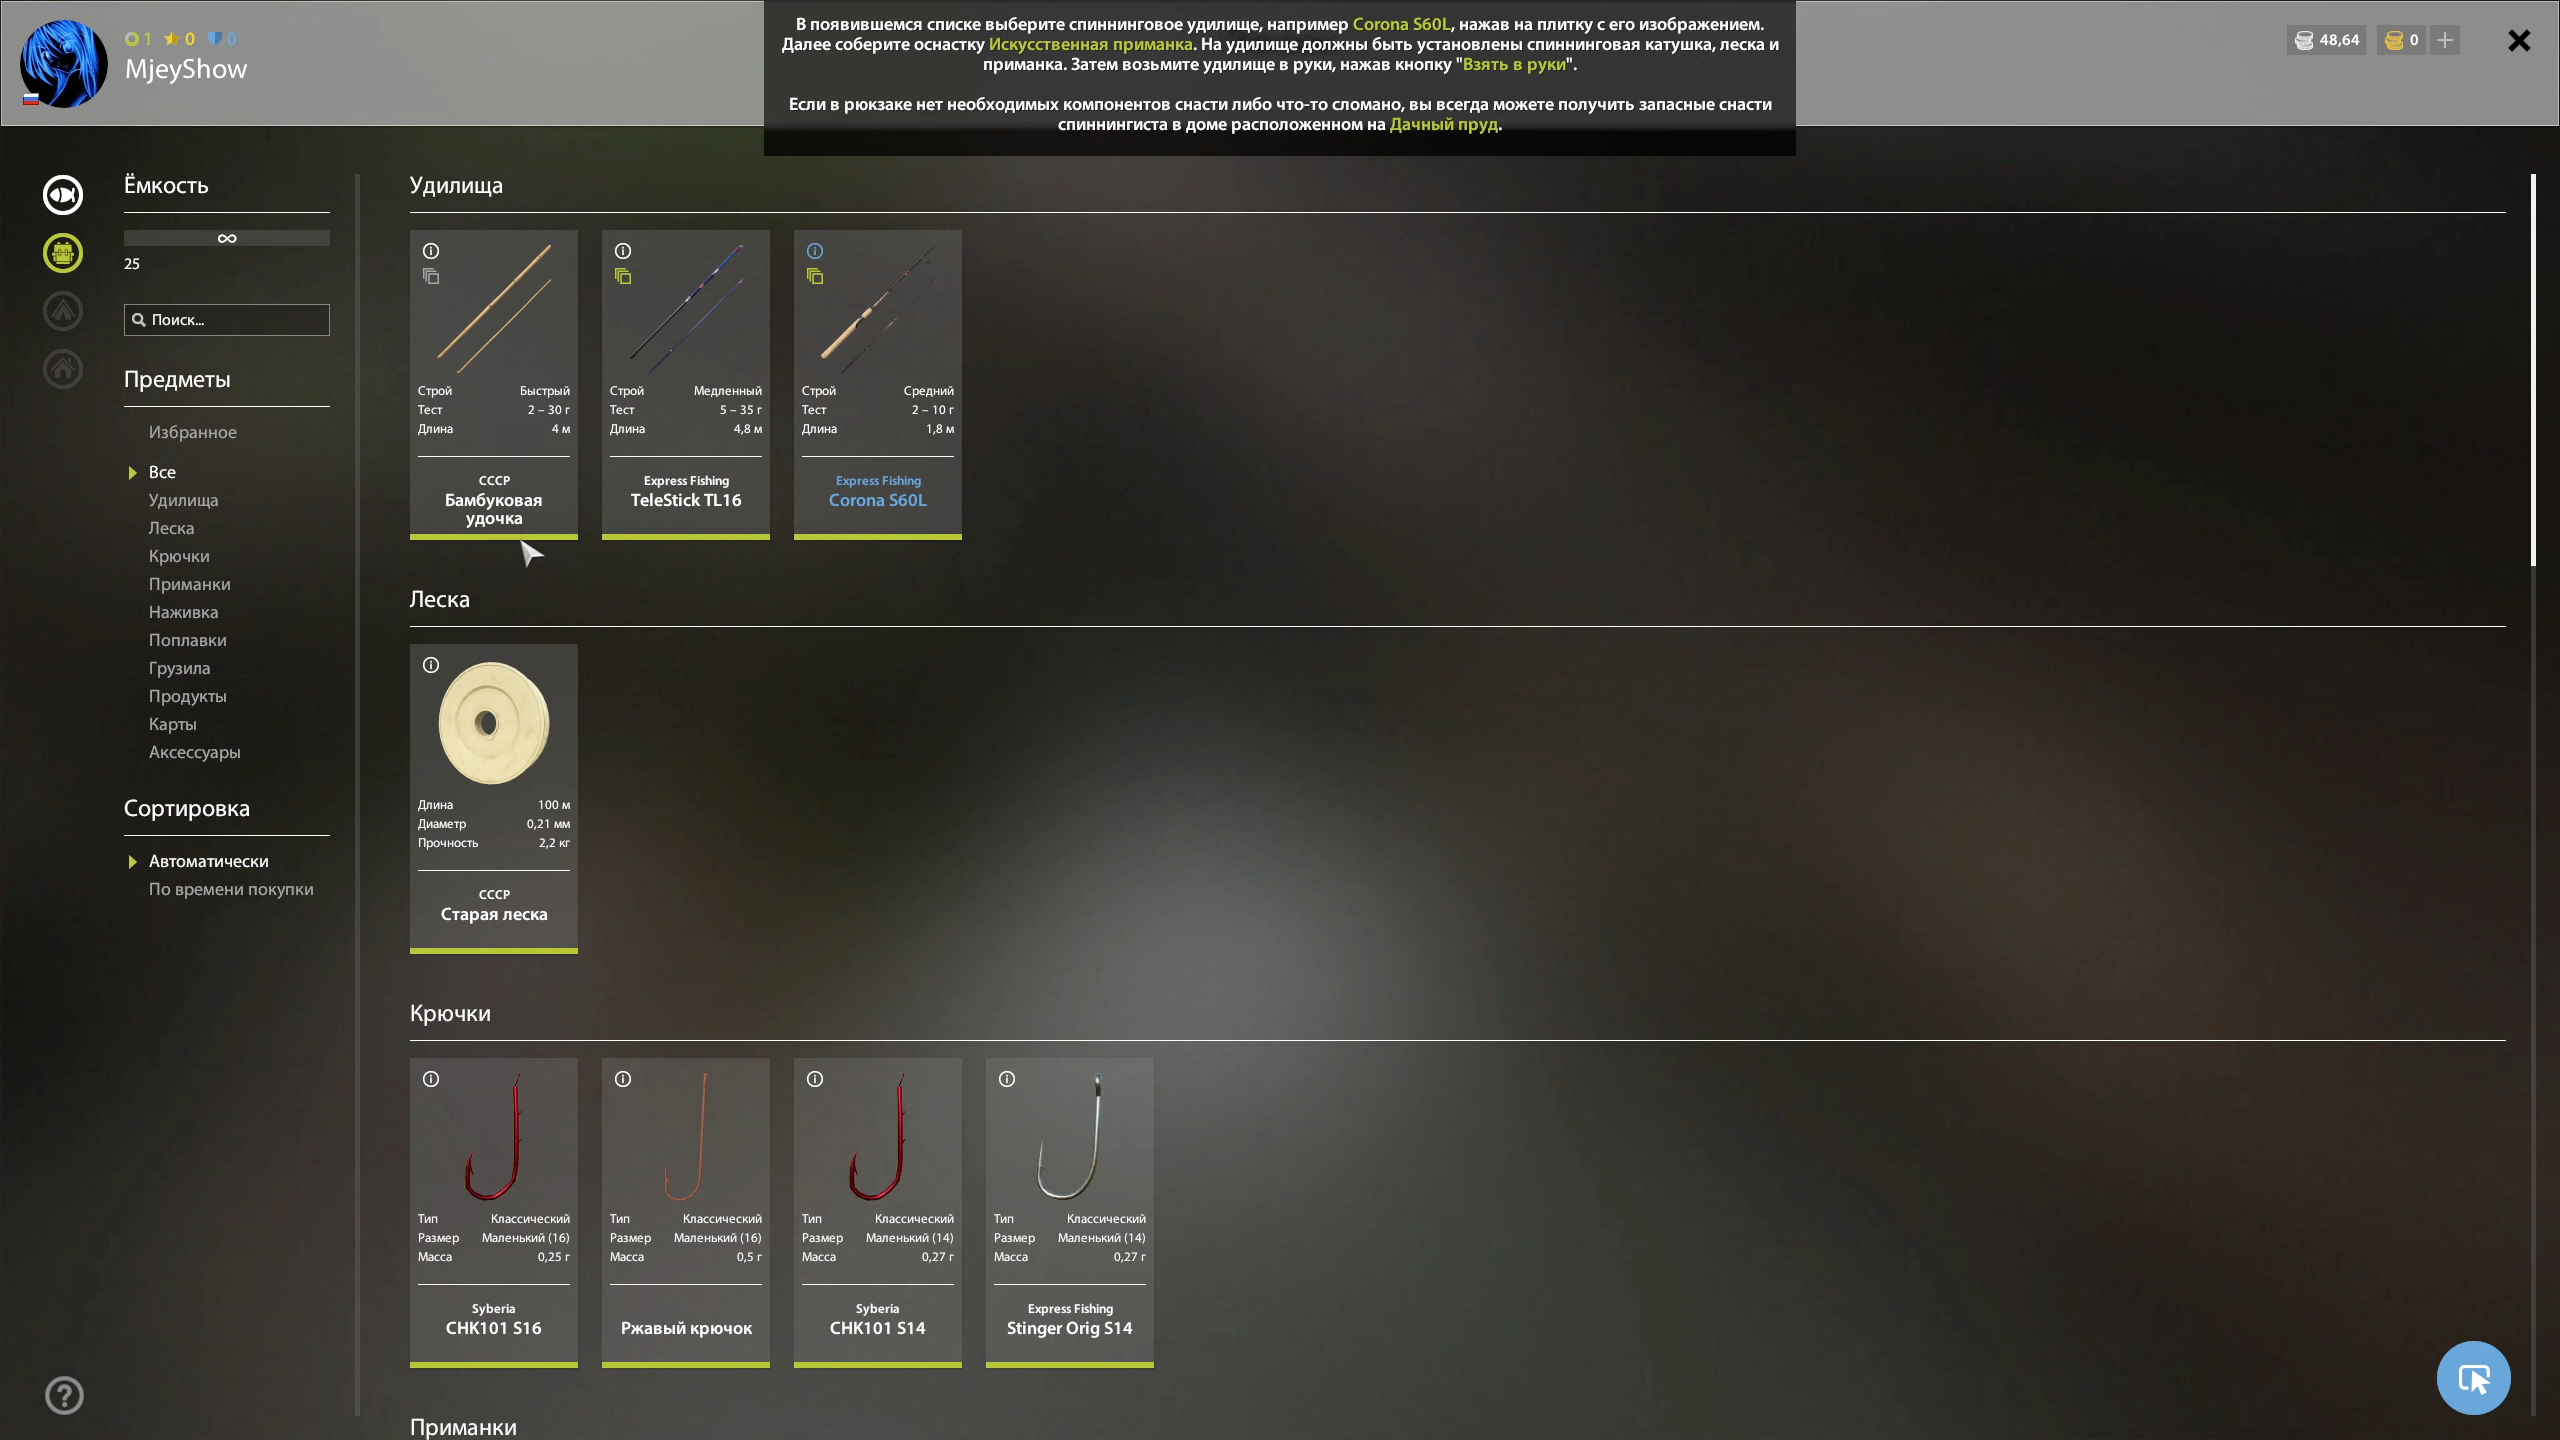 В появившемся списке выберите спиннинговое удилище, например Corona S60L, нажав на плитку с его изображением.
Далее соберите оснастку Искусственная приманка. На удилище должны быть установлены спиннинговая катушка, леска и
приманка. Затем возьмите удилище в руки, нажав кнопку "Взять в руки".
Если в рюкзаке нет необходимых компонентов снасти либо что-то сломано, вы всегда можете получить запасные снасти
спиннингиста в доме расположенном на Дачный пруд.
1 0 0
MjeyShow
48,64 0
Ёмкость
∞
25
Поиск...
Предметы
Избранное
Все
Удилища
Леска
Крючки
Приманки
Наживка
Поплавки
Грузила
Продукты
Карты
Аксессуары
Сортировка
Автоматически
По времени покупки
Удилища
Строй Быстрый
Тест 2 – 30 г
Длина 4 м
СССР
Бамбуковая
удочка
Строй Медленный
Тест 5 – 35 г
Длина 4,8 м
Express Fishing
TeleStick TL16
Строй Средний
Тест 2 – 10 г
Длина 1,8 м
Express Fishing
Corona S60L
Леска
Длина 100 м
Диаметр 0,21 мм
Прочность 2,2 кг
СССР
Старая леска
Крючки
Тип Классический
Размер Маленький (16)
Масса 0,25 г
Syberia
CHK101 S16
Тип Классический
Размер Маленький (16)
Масса 0,5 г
Ржавый крючок
Тип Классический
Размер Маленький (14)
Масса 0,27 г
Syberia
CHK101 S14
Тип Классический
Размер Маленький (14)
Масса 0,27 г
Express Fishing
Stinger Orig S14
Приманки